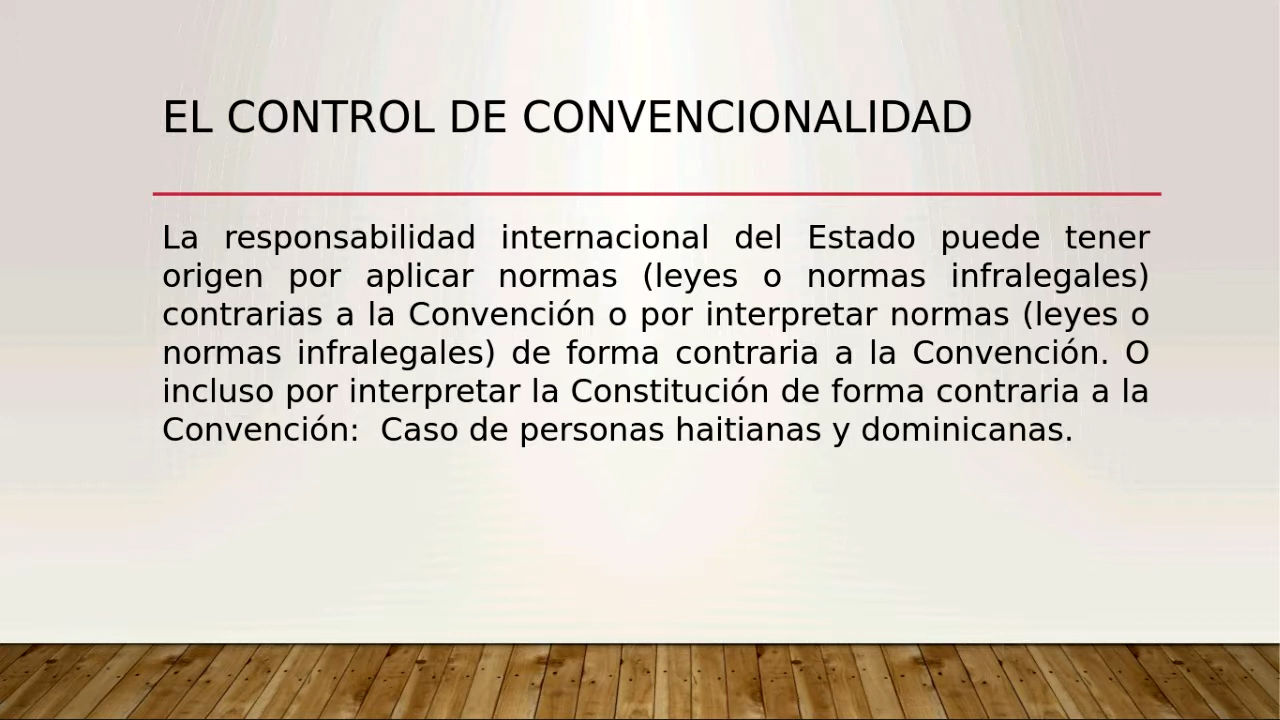 EL CONTROL DE CONVENCIONALIDAD
La responsabilidad internacional del Estado puede tener
origen por aplicar normas (leyes o normas infralegales)
contrarias a la Convención o por interpretar normas (leyes o
normas infralegales) de forma contraria a la Convención. O
incluso por interpretar la Constitución de forma contraria a la
Convención:  Caso de personas haitianas y dominicanas.